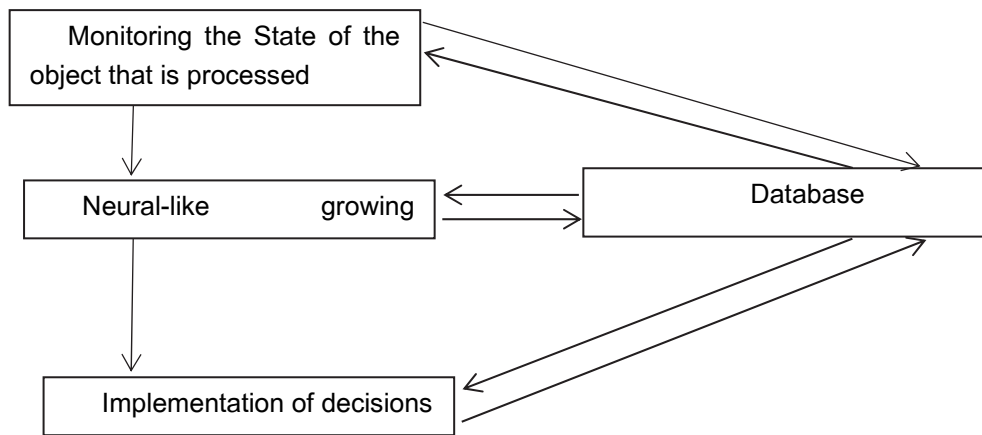 Monitoring the State of the
object that is processed
Neural-like growing
Database
Implementation of decisions